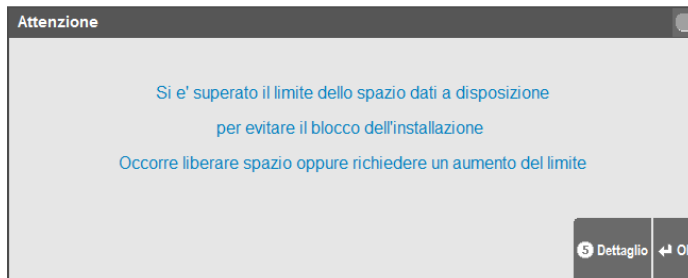 Attenzione
Si e' superato il limite dello spazio dati a disposizione
per evitare il blocco dell'installazione
Occorre liberare spazio oppure richiedere un aumento del limite
5 Dettaglio